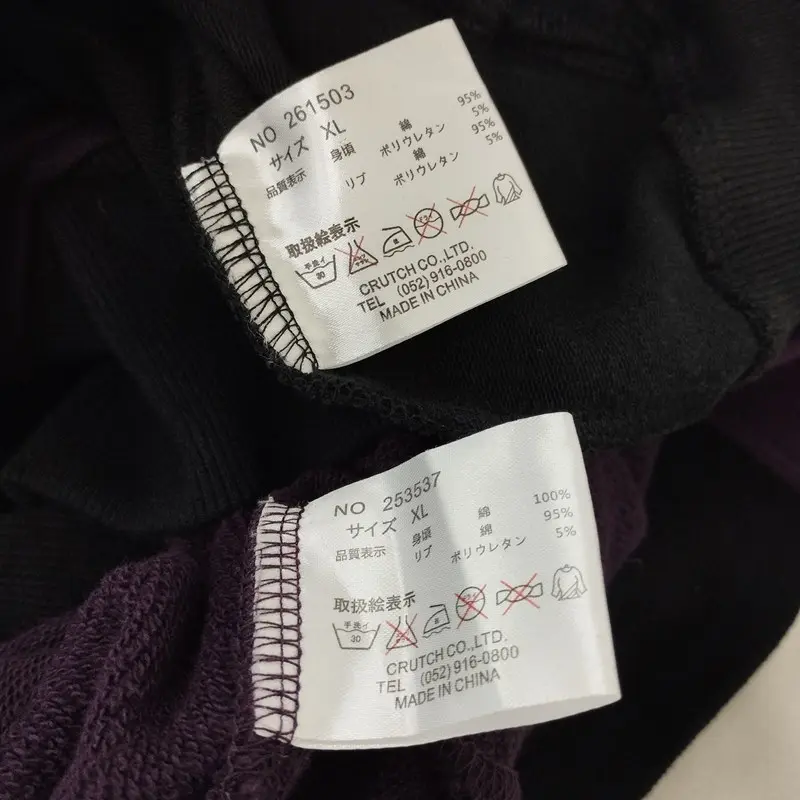 NO 261503
サイズ XL
品質表示 身頃 綿 95%
ポリウレタン 5%
リブ 綿 95%
ポリウレタン 5%
取扱絵表示
手洗イ
30
CRUTCH CO.,LTD.
TEL (052) 916-0800
MADE IN CHINA
NO 253537
サイズ XL
品質表示 身頃 綿 100%
リブ 綿 95%
ポリウレタン 5%
取扱絵表示
手洗イ
30
CRUTCH CO.,LTD.
TEL (052) 916-0800
MADE IN CHINA